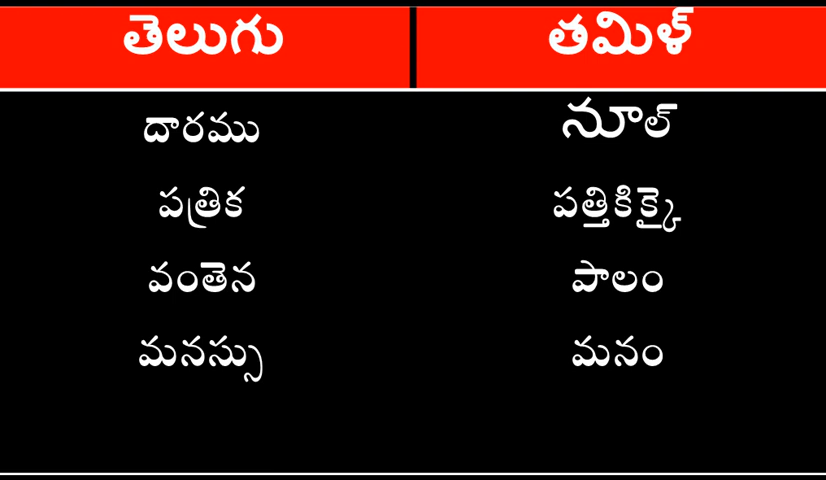 తెలుగు తమిళ్
దారము నూల్
పత్రిక పత్తికిక్కై
వంతెన పాలం
మనస్సు మనం